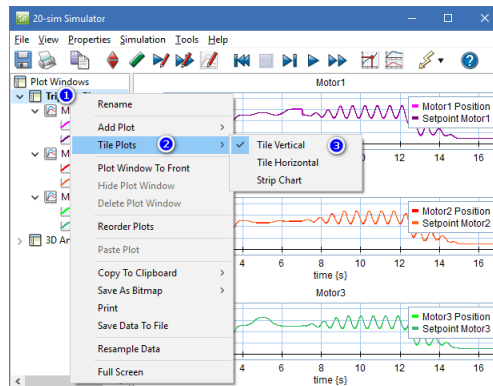 20-sim Simulator
File View Properties Simulation Tools Help
Plot Windows
Motor1
1
Rename
Add Plot
Tile Plots 2
Plot Window To Front
Hide Plot Window
Delete Plot Window
Reorder Plots
Paste Plot
Copy To Clipboard
Save As Bitmap
Print
Save Data To File
Resample Data
Full Screen
Tile Vertical 3
Tile Horizontal
Strip Chart
3D
Motor1 Position
Setpoint Motor1
14 16
Motor2 Position
Setpoint Motor2
4 6 8 10 12 14 16
time {s}
Motor3
Motor3 Position
Setpoint Motor3
4 6 8 10 12 14 16
time {s}